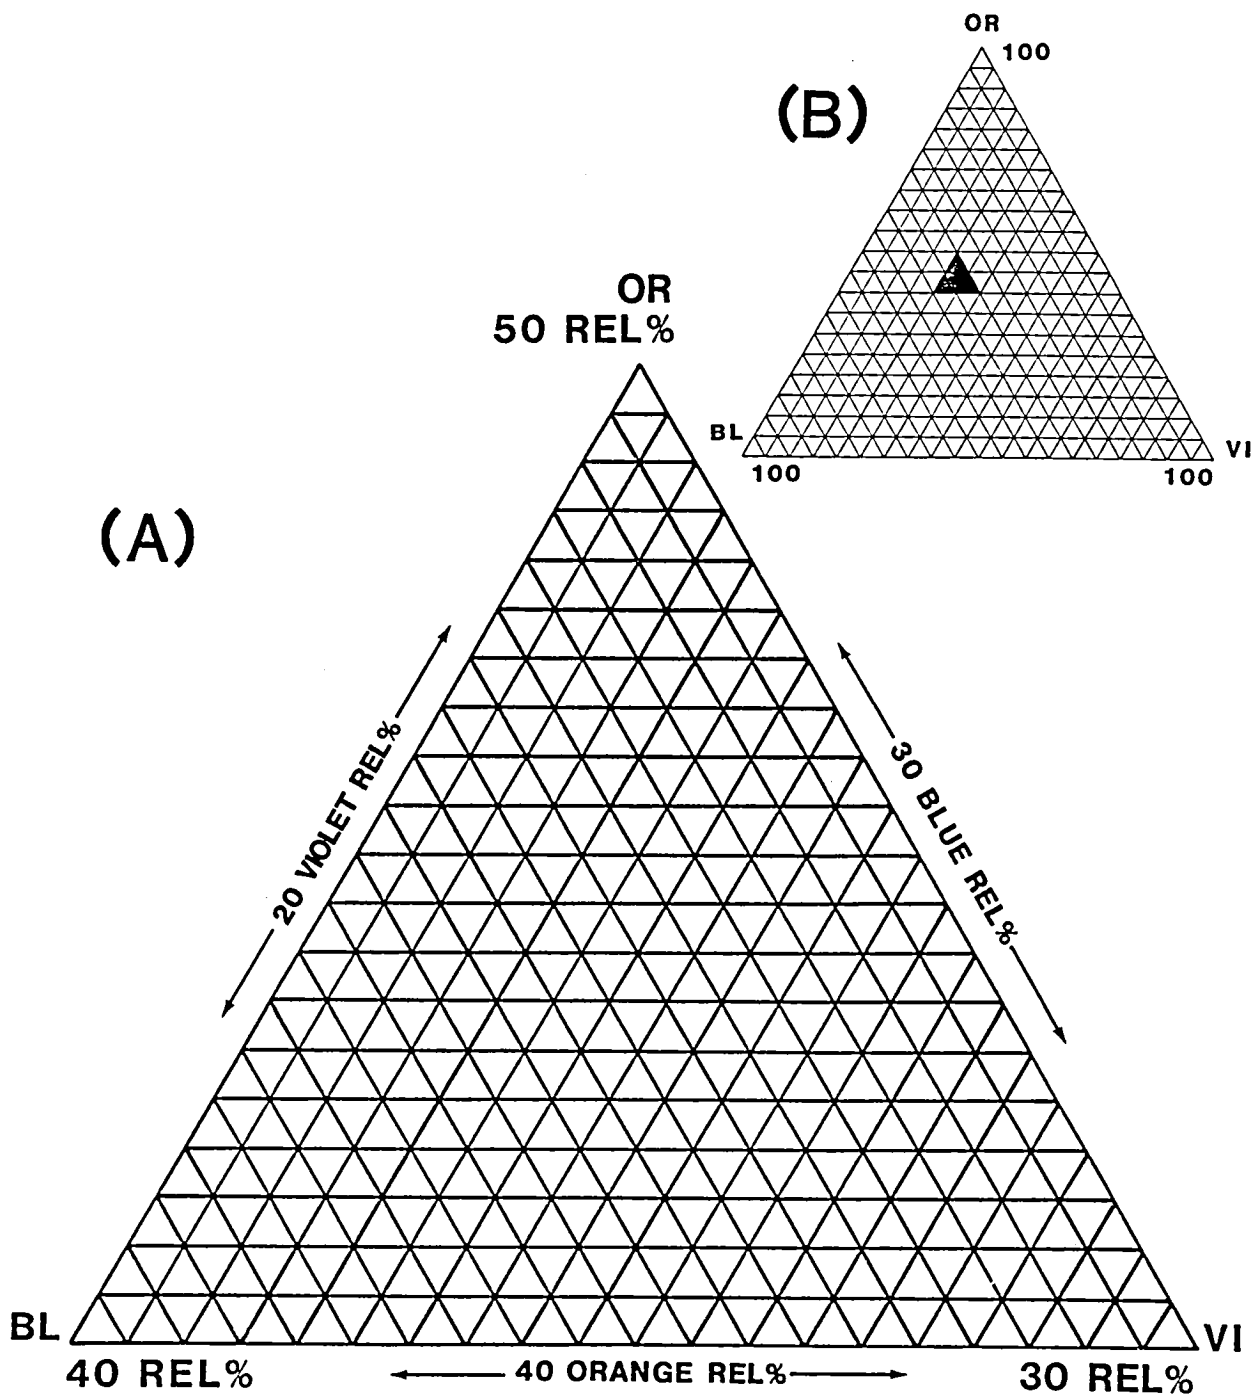 OR
100
(B)
OR
50 REL%
BL
VI
100
100
(A)
20 VIOLET REL%
30 BLUE REL%
BL
VI
40 REL%
40 ORANGE REL%
30 REL%